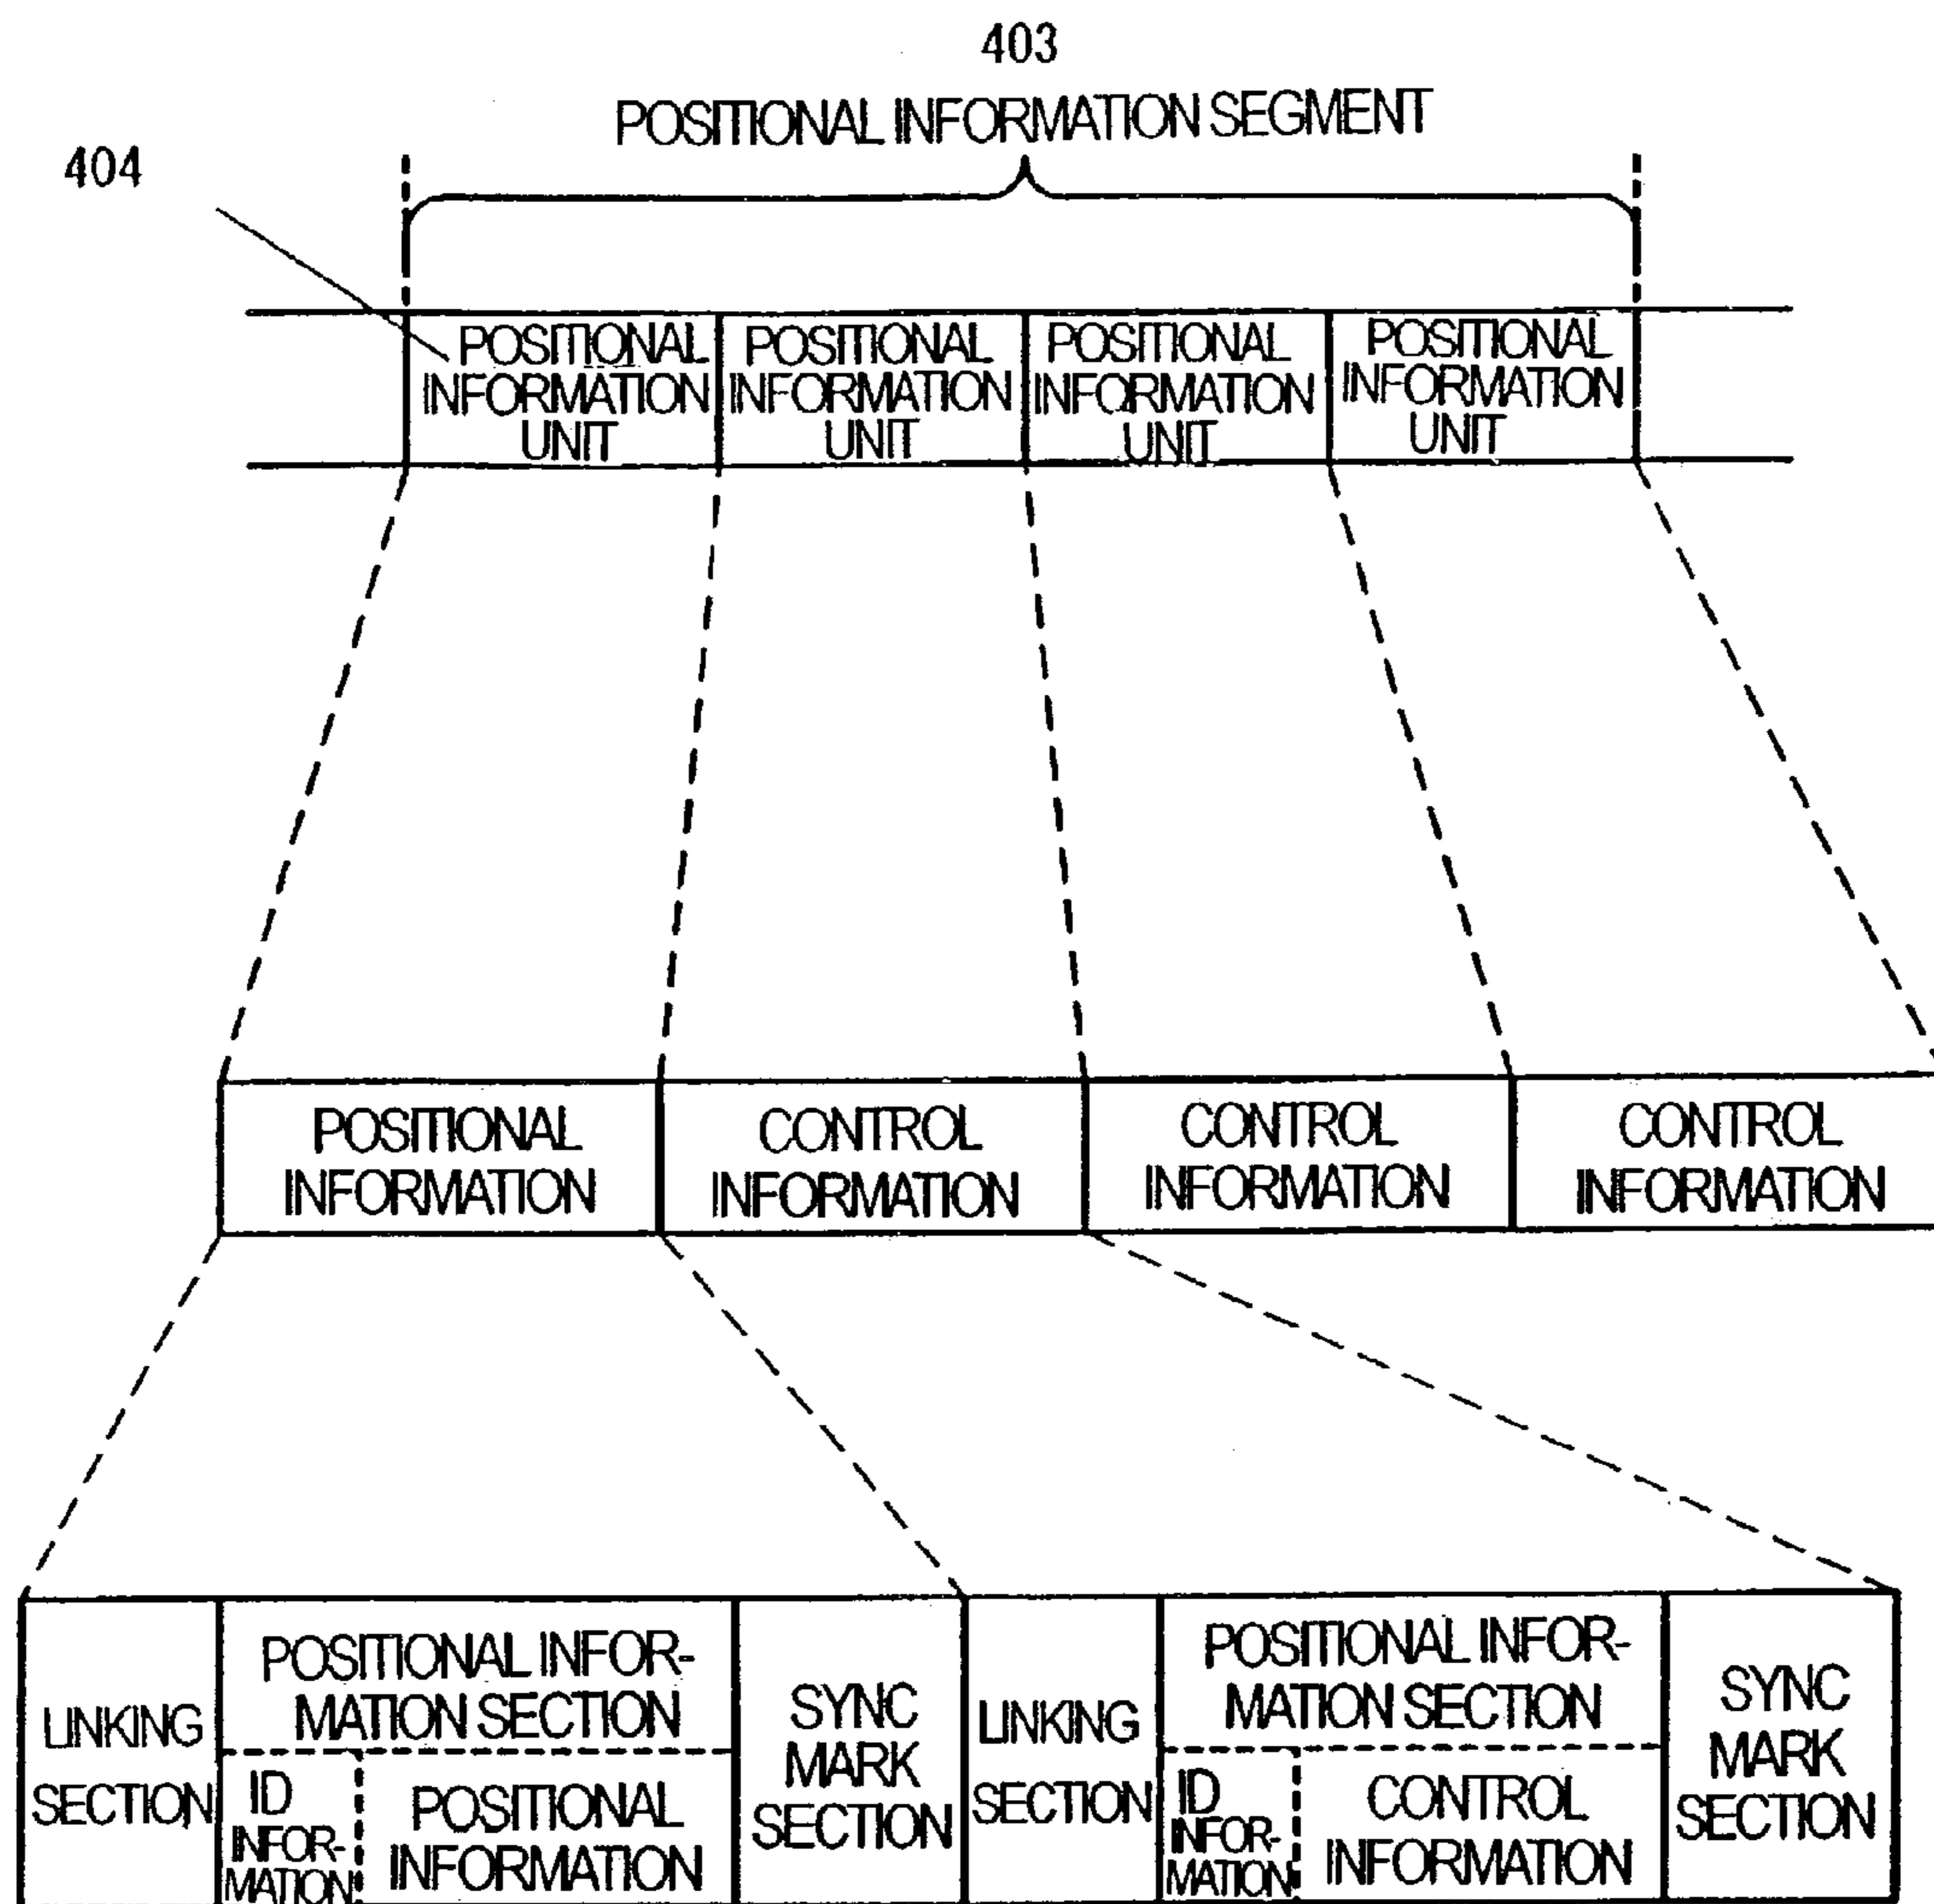 403
POSITIONAL INFORMATION SEGMENT
404
POSITIONAL
INFORMATION
UNIT
POSITIONAL
INFORMATION
UNIT
POSITIONAL
INFORMATION
UNIT
POSITIONAL
INFORMATION
UNIT
POSITIONAL
INFORMATION
CONTROL
INFORMATION
CONTROL
INFORMATION
CONTROL
INFORMATION
LINKING
SECTION
POSITIONAL INFOR-
MATION SECTION
ID
INFOR-
MATION
POSITIONAL
INFORMATION
SYNC
MARK
SECTION
LINKING
SECTION
POSITIONAL INFOR-
MATION SECTION
ID
INFOR-
MATION
CONTROL
INFORMATION
SYNC
MARK
SECTION